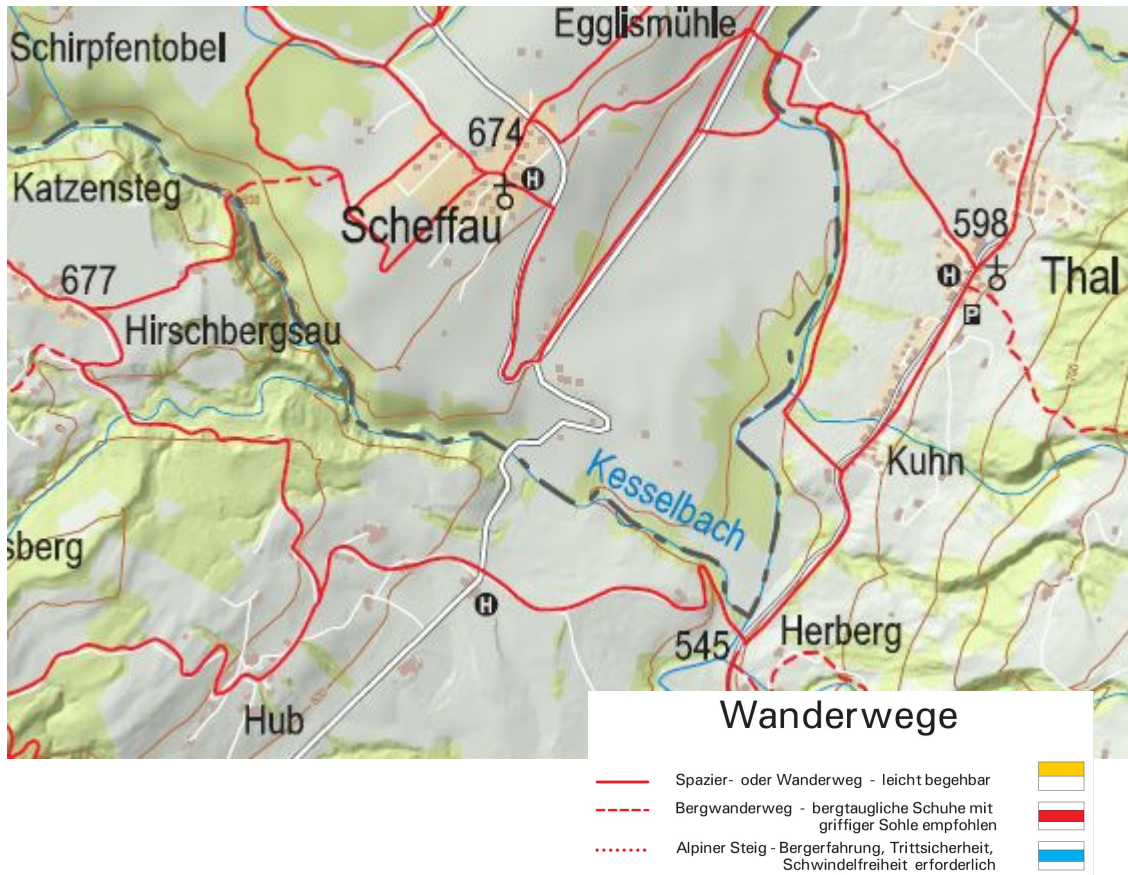 Egglismühle
Schirpfentobel
674
H
Katzensteg
Scheffau
598
677
H
Thal
P
Hirschbergsau
700
Kuhn
Kesselbach
sberg
H
Herberg
545
Hub
Wanderwege
Spazier- oder Wanderweg - leicht begehbar
Bergwanderweg - bergtaugliche Schuhe mit
griffiger Sohle empfohlen
Alpiner Steig - Bergerfahrung, Trittsicherheit,
Schwindelfreiheit erforderlich